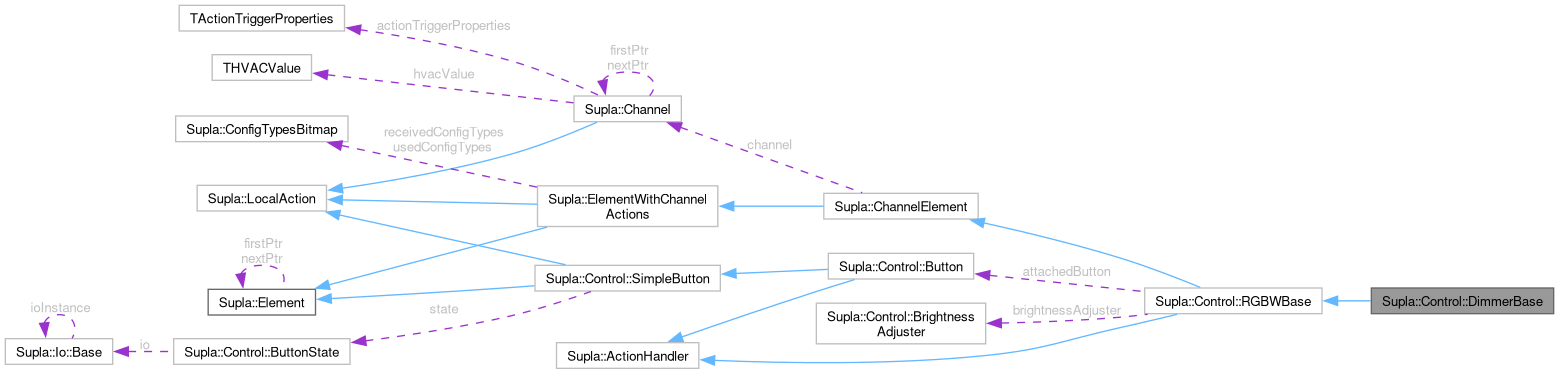 TActionTriggerProperties
actionTriggerProperties
THVACValue
hvacValue
firstPtr
nextPtr
Supla::Channel
Supla::ConfigTypesBitmap
receivedConfigTypes
usedConfigTypes
channel
Supla::LocalAction
Supla::ElementWithChannel
Actions
Supla::ChannelElement
firstPtr
nextPtr
Supla::Element
Supla::Control::SimpleButton
Supla::Control::Button
attachedButton
Supla::Control::RGBWBase
Supla::Control::DimmerBase
ioInstance
state
Supla::Control::Brightness
Adjuster
brightnessAdjuster
Supla::Io::Base
io
Supla::Control::ButtonState
Supla::ActionHandler